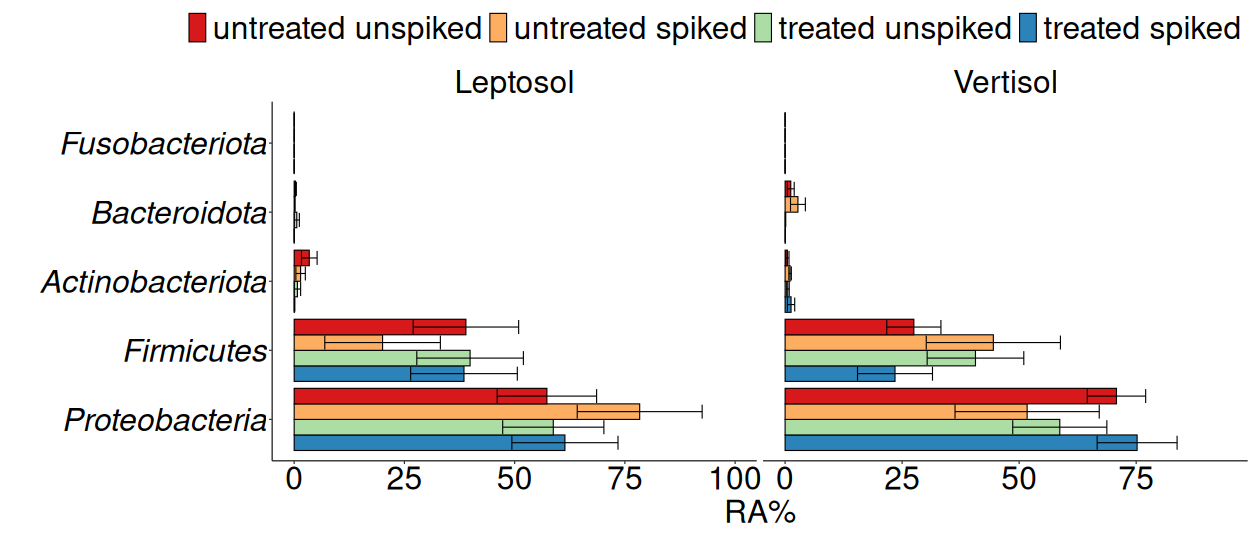 untreated unspiked untreated spiked treated unspiked treated spiked
Leptosol Vertisol
Fusobacteriota
Bacteroidota
Actinobacteriota
Firmicutes
Proteobacteria
0 25 50 75 100 0 25 50 75
RA%